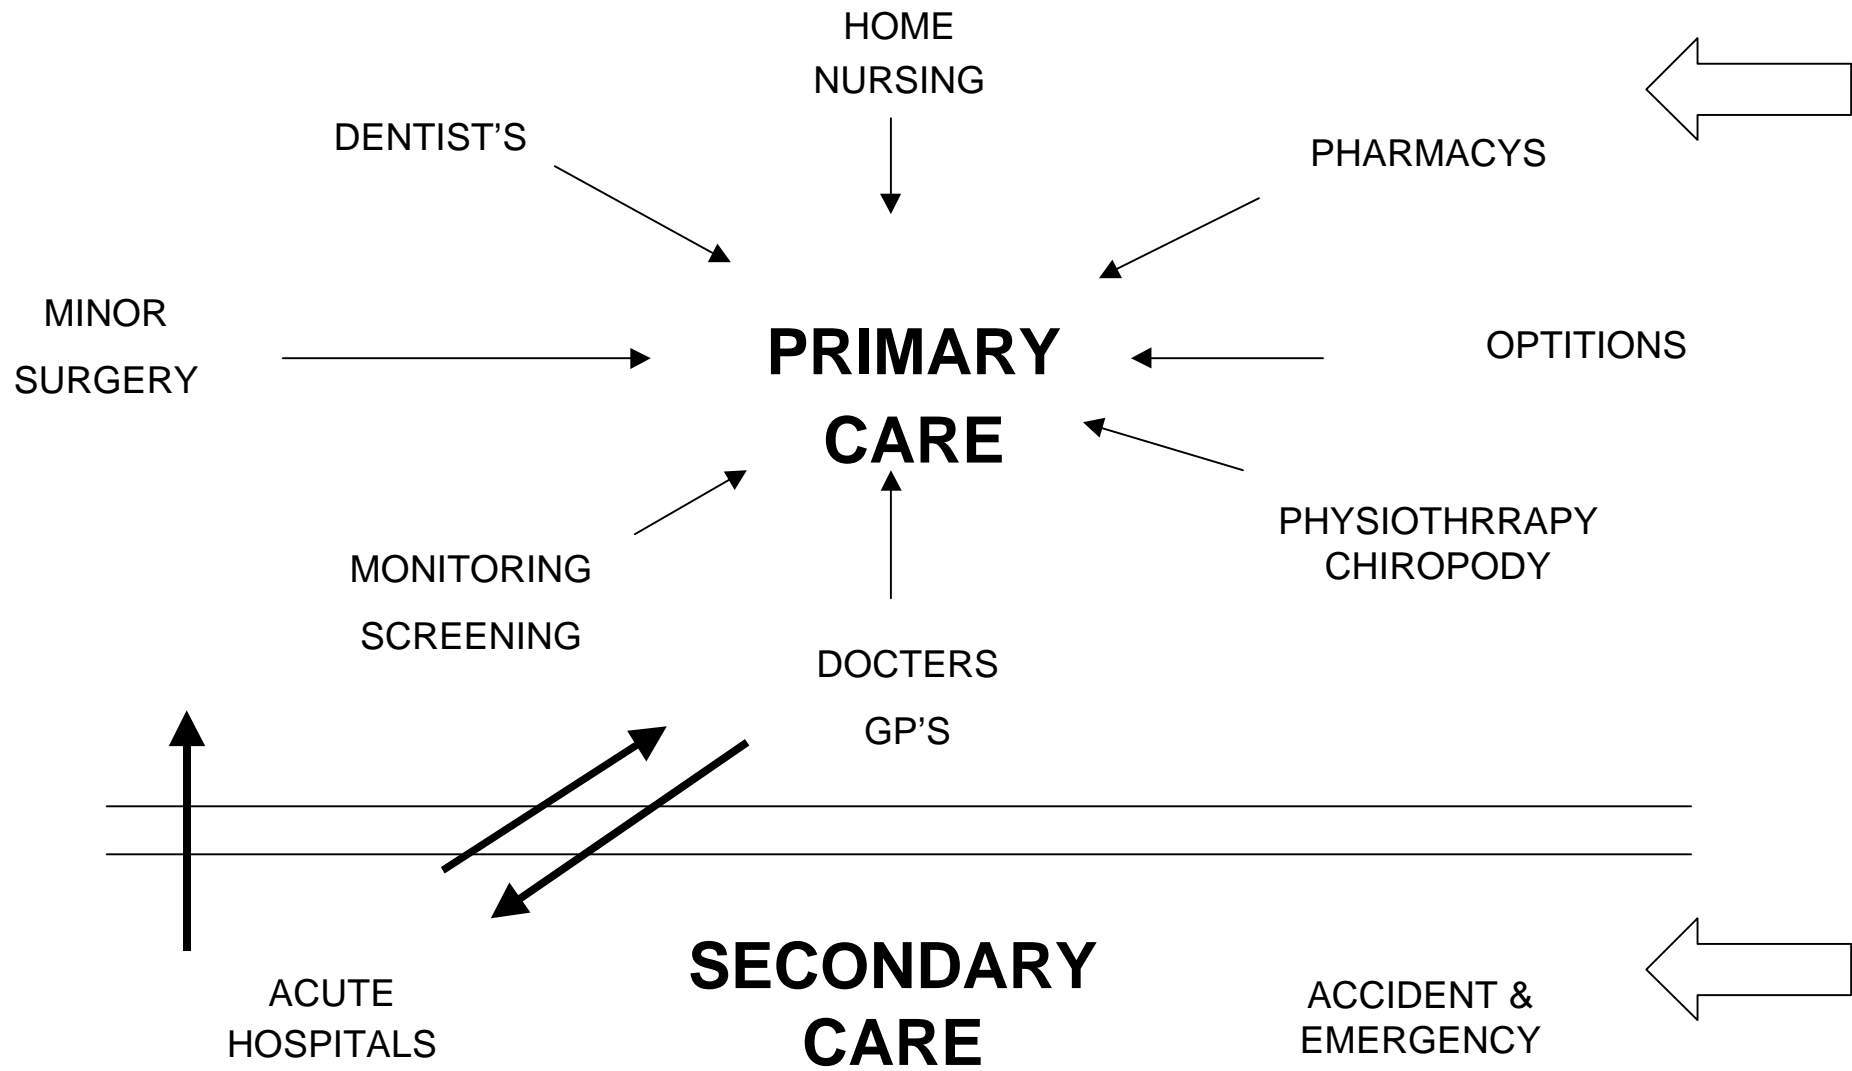 HOME
NURSING
DENTIST’S
PHARMACYS
MINOR
SURGERY
PRIMARY
CARE
OPTITIONS
MONITORING
SCREENING
PHYSIOTHRRAPY
CHIROPODY
DOCTERS
GP’S
ACUTE
HOSPITALS
SECONDARY
CARE
ACCIDENT &
EMERGENCY